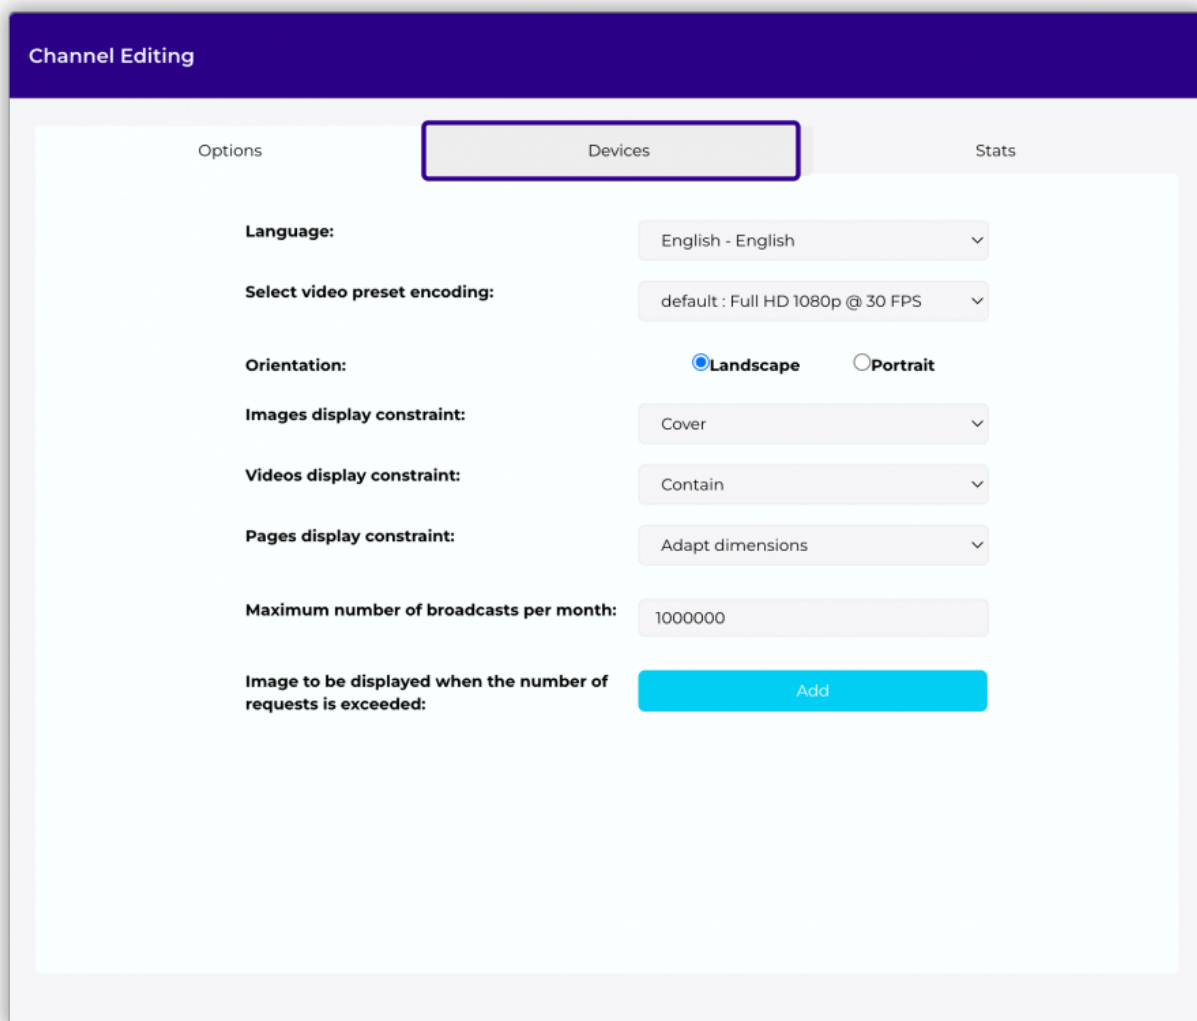 Channel Editing
Options
Devices
Stats
Language:
English - English
Select video preset encoding:
default : Full HD 1080p @ 30 FPS
Orientation:
Landscape
Portrait
Images display constraint:
Cover
Videos display constraint:
Contain
Pages display constraint:
Adapt dimensions
Maximum number of broadcasts per month:
1000000
Image to be displayed when the number of
requests is exceeded:
Add